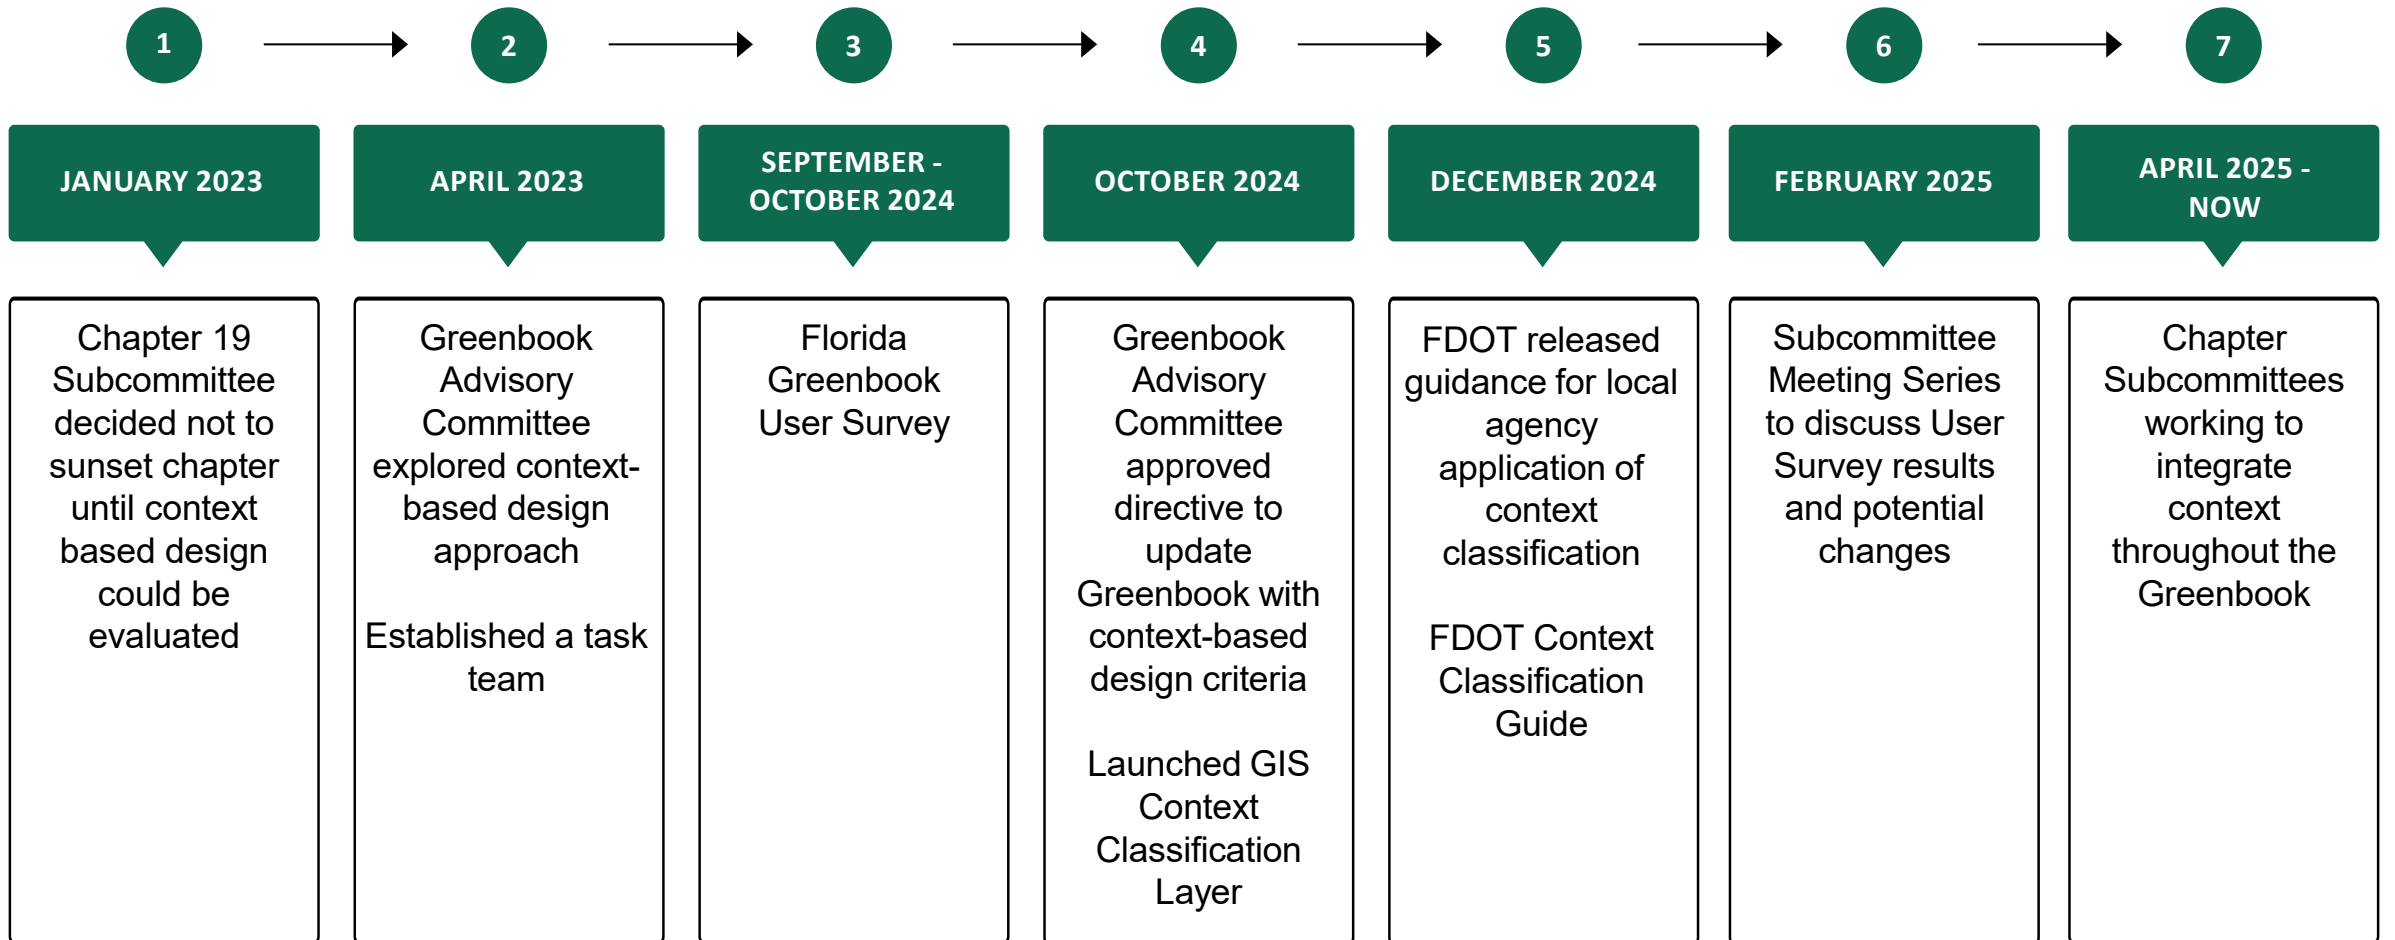 1
2
3
4
5
6
7
JANUARY 2023
APRIL 2023
SEPTEMBER -
OCTOBER 2024
OCTOBER 2024
DECEMBER 2024
FEBRUARY 2025
APRIL 2025 -
NOW
Chapter 19
Subcommittee
decided not to
sunset chapter
until context
based design
could be
evaluated
Greenbook
Advisory
Committee
explored context-
based design
approach
Established a task
team
Florida
Greenbook
User Survey
Greenbook
Advisory
Committee
approved
directive to
update
Greenbook with
context-based
design criteria
Launched GIS
Context
Classification
Layer
FDOT released
guidance for local
agency
application of
context
classification
FDOT Context
Classification
Guide
Subcommittee
Meeting Series
to discuss User
Survey results
and potential
changes
Chapter
Subcommittees
working to
integrate
context
throughout the
Greenbook